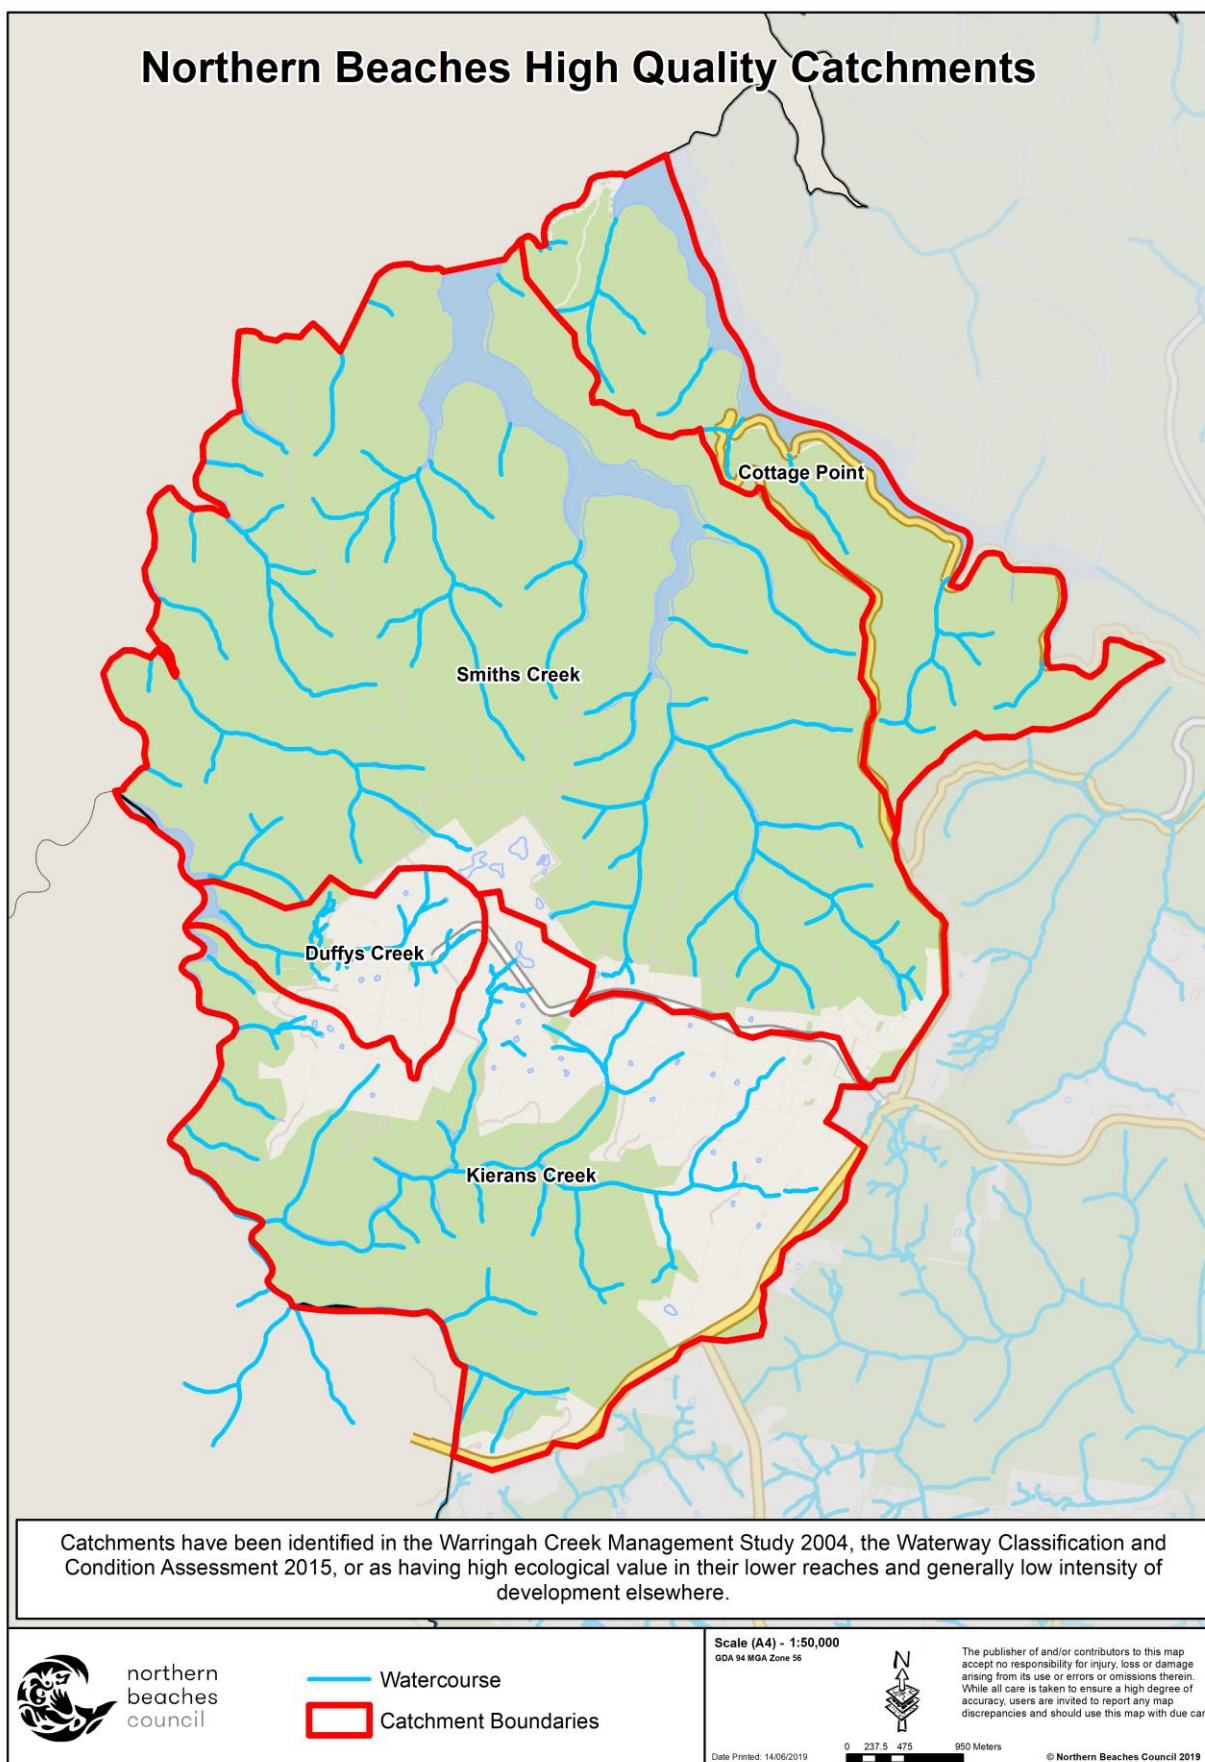 Northern Beaches High Quality Catchments
Cottage Point
Smiths Creek
Duffys Creek
Kierans Creek
Catchments have been identified in the Warringah Creek Management Study 2004, the Waterway Classification and
Condition Assessment 2015, or as having high ecological value in their lower reaches and generally low intensity of
development elsewhere.
northern
beaches
council
Watercourse
Catchment Boundaries
Scale (A4) - 1:50,000
GDA 94 MGA Zone 56
Date Printed: 14/06/2019
N
0 237.5 475 950 Meters
The publisher of and/or contributors to this map
accept no responsibility for injury, loss or damage
arising from its use or errors or omissions therein.
While all care is taken to ensure a high degree of
accuracy, users are invited to report any map
discrepancies and should use this map with due car
© Northern Beaches Council 2019